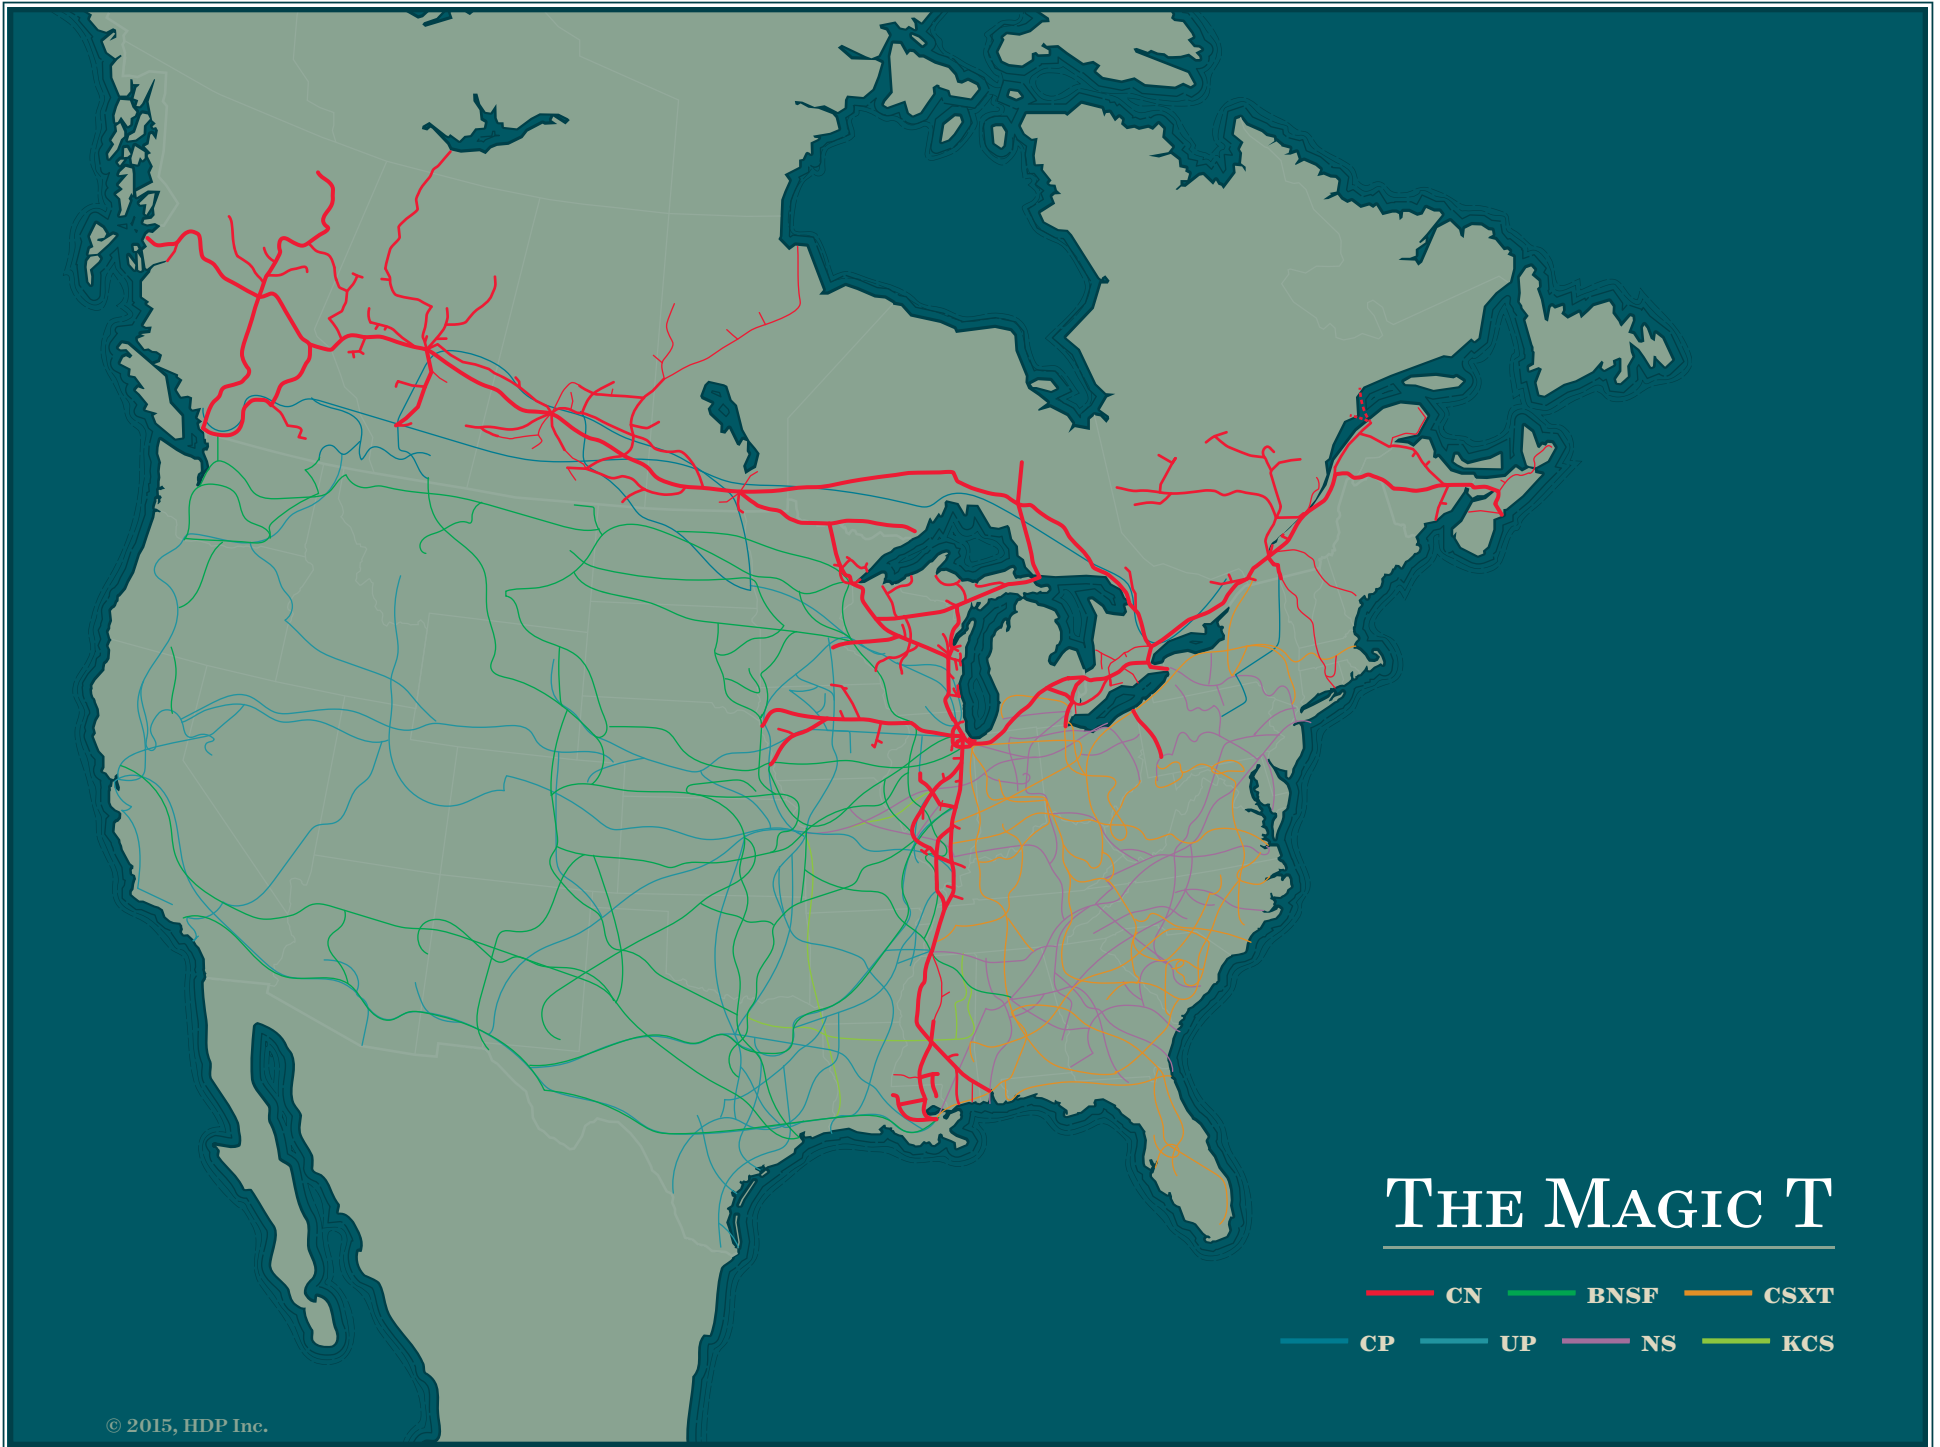 THE MAGIC T
CN BNSF CSXT
CP UP NS KCS
© 2015, HDP Inc.